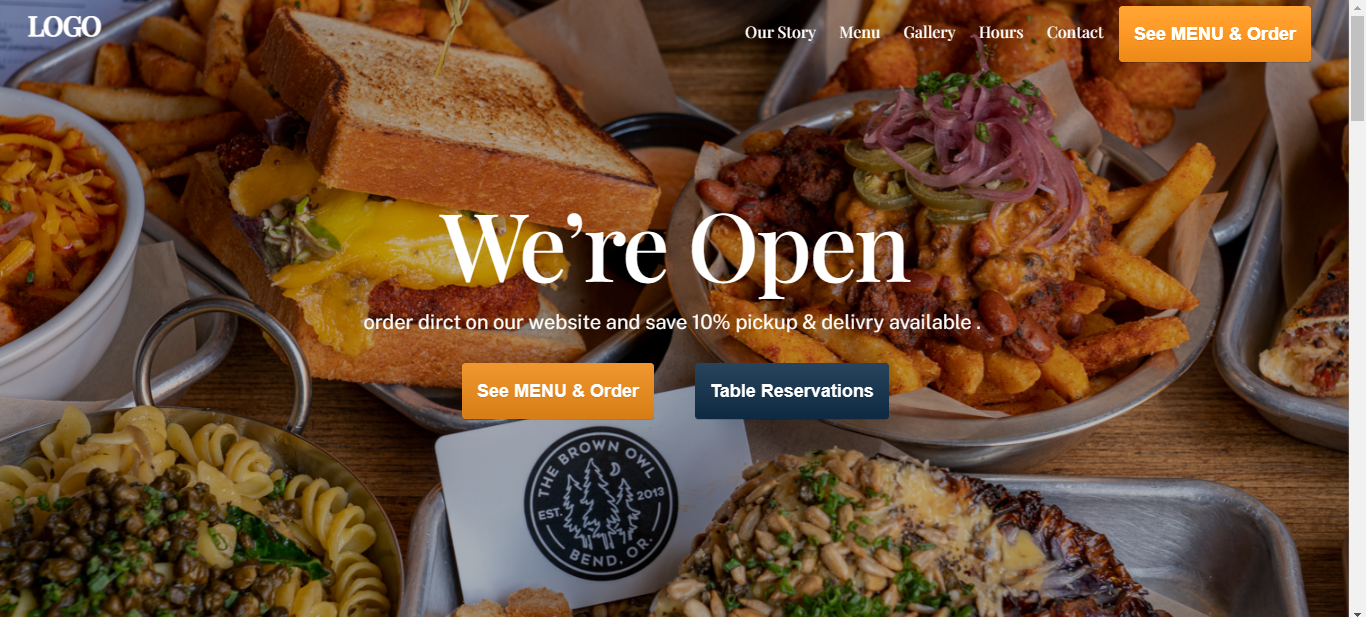 LOGO
Our Story Menu Gallery Hours Contact See MENU & Order
We're Open
order dirct on our website and save 10% pickup & delivry available .
See MENU & Order Table Reservations
THE BROWN OWL
EST. 2013
BEND, OR.